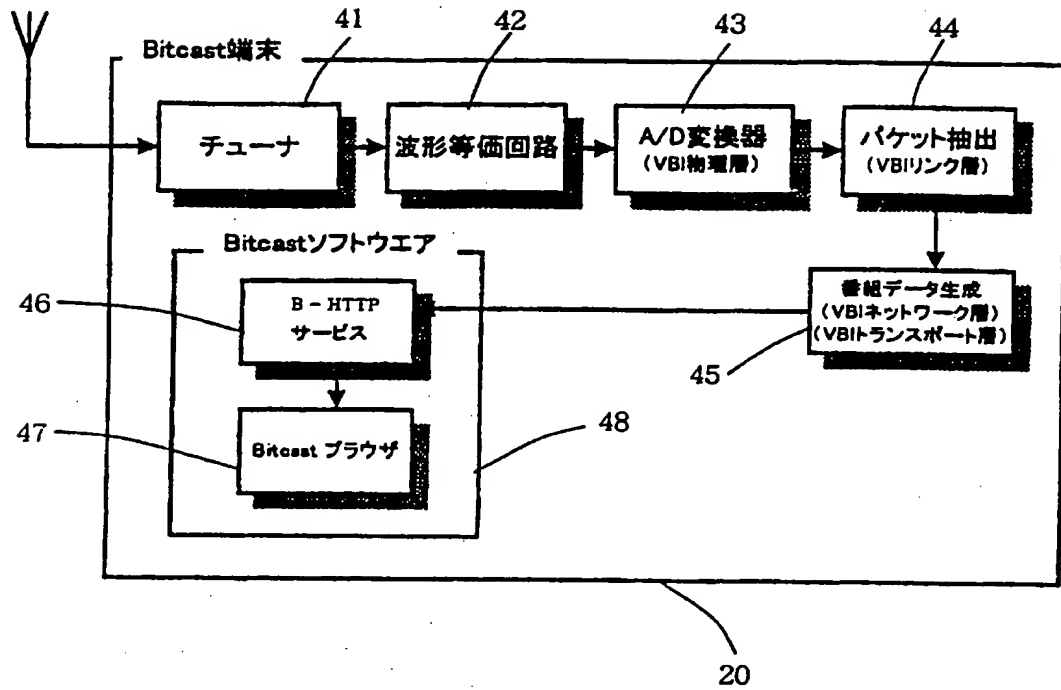 41
42
43
44
Bitcast端末
チューナ
波形等価回路
A/D変換器
(VBI物理層)
パケット抽出
(VBIリンク層)
Bitcastソフトウエア
46
B-HTTP
サービス
番組データ生成
(VBIネットワーク層)
(VBIトランスポート層)
45
47
Bitcast ブラウザ
48
20